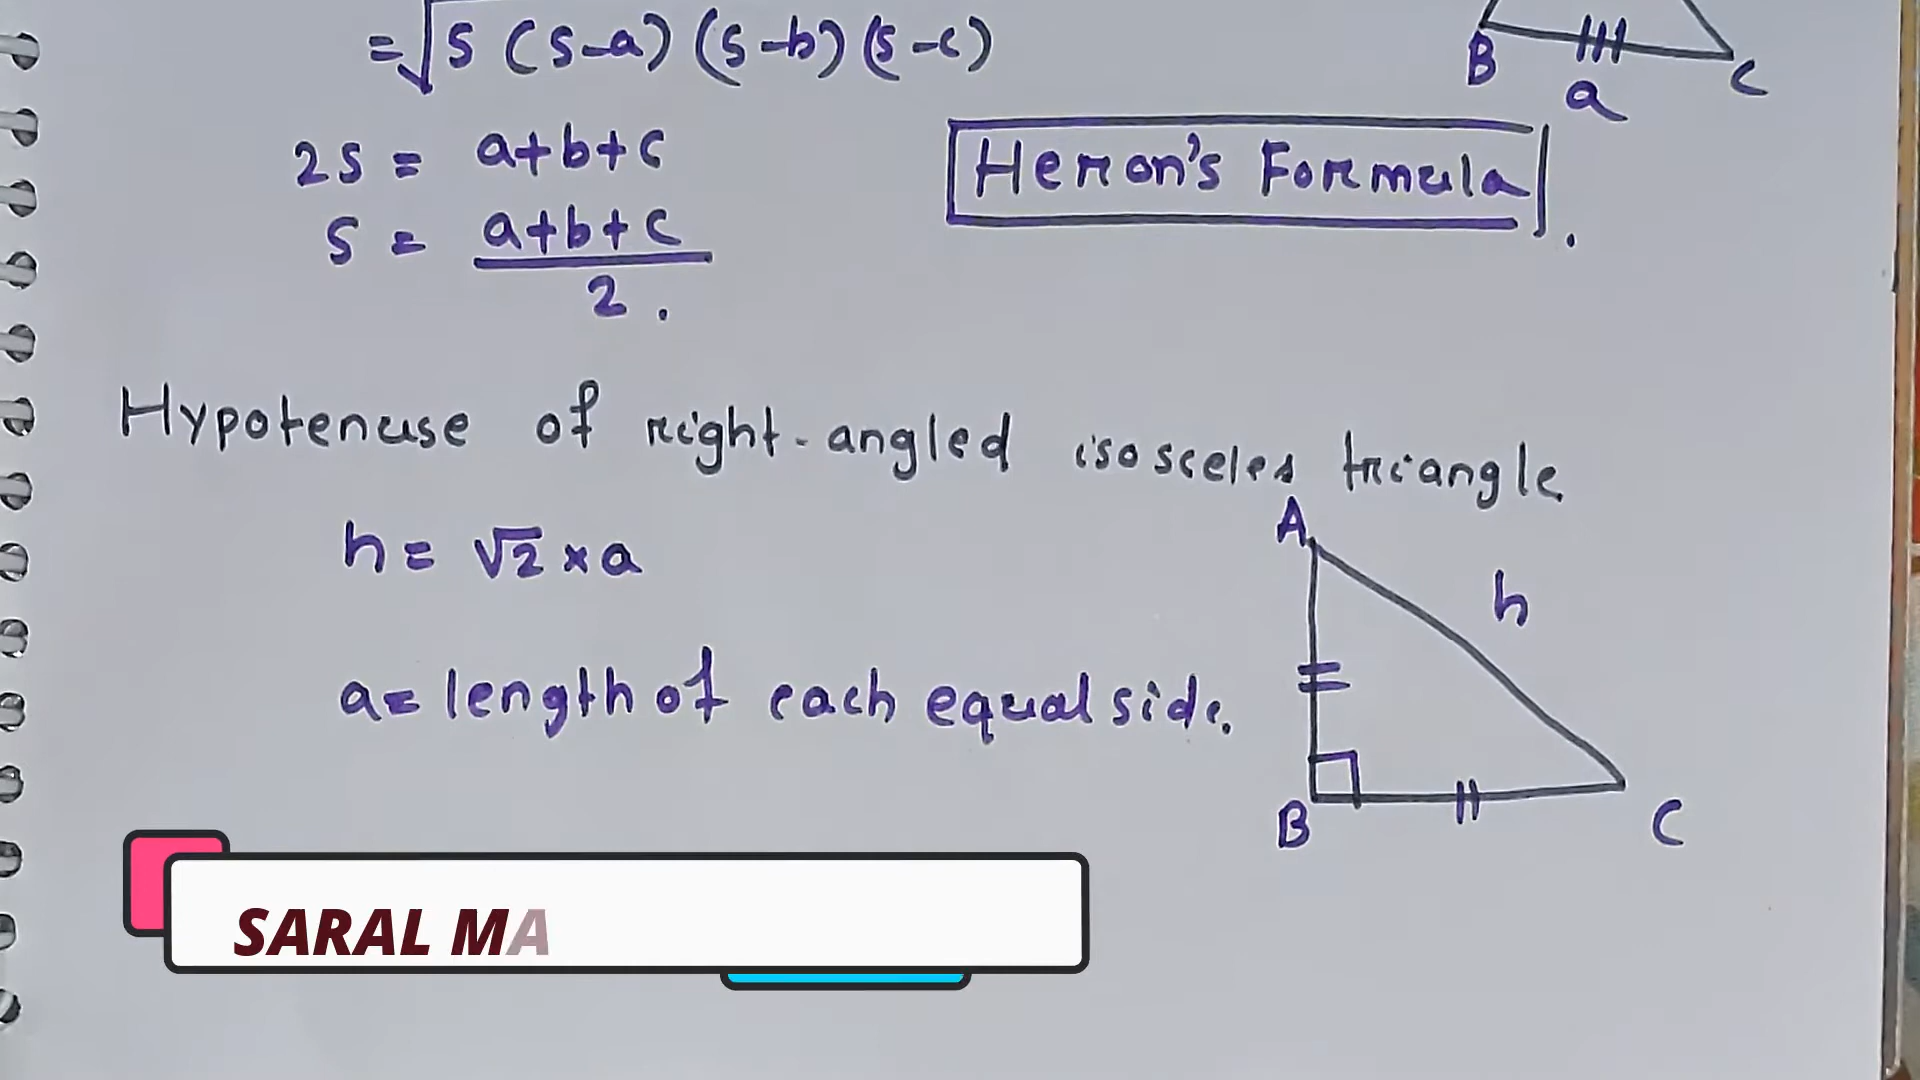 =√s (s-a) (s-b) (s-c)
B
a
C
2s = a+b+c
s = a+b+c
2 .
Heron's Formula .
Hypotenuse of right-angled isosceles triangle
h = √2 × a
a = length of each equal side.
A
h
B
C
SARAL MA